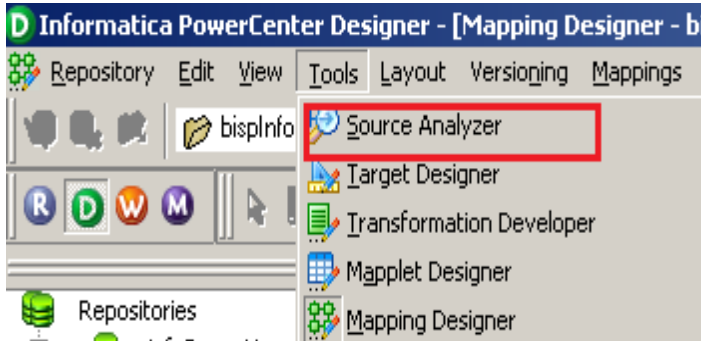 D Informatica PowerCenter Designer - [Mapping Designer - b
Repository Edit View Tools Layout Versioning Mappings
bispInfo
Source Analyzer
Target Designer
R D W M
Transformation Developer
Mapplet Designer
Repositories
Mapping Designer